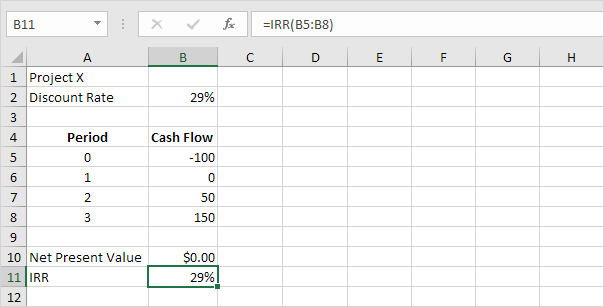 B11 fx =IRR(B5:B8)
A B C D E F G H
1 Project X
2 Discount Rate 29%
3
4 Period Cash Flow
5 0 -100
6 1 0
7 2 50
8 3 150
9
10 Net Present Value $0.00
11 IRR 29%
12